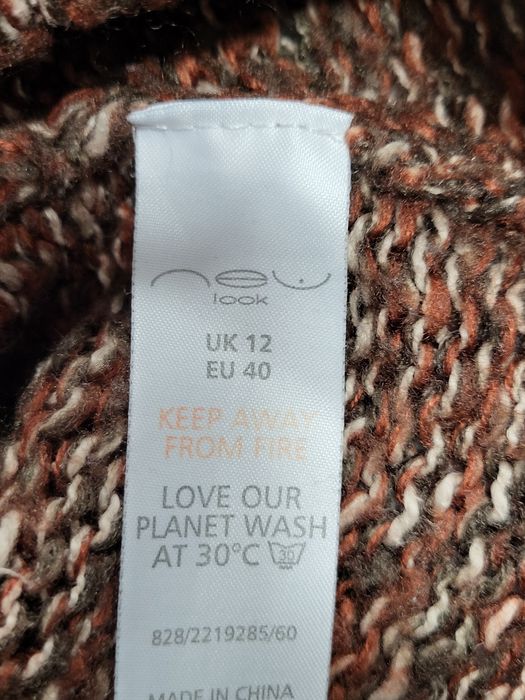 new
look
UK 12
EU 40
KEEP AWAY
FROM FIRE
LOVE OUR
PLANET WASH
AT 30°C 30
828/2219285/60
MADE IN CHINA